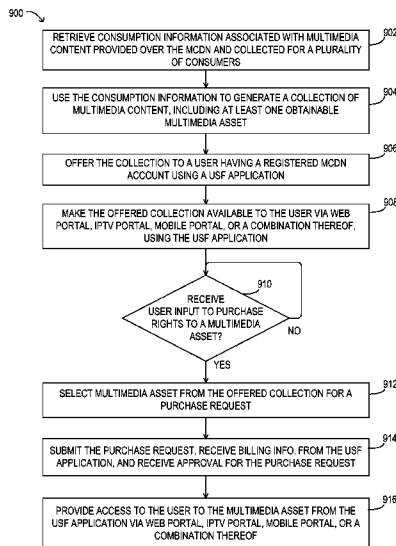 900
RETRIEVE CONSUMPTION INFORMATION ASSOCIATED WITH MULTIMEDIA
CONTENT PROVIDED OVER THE MCDN AND COLLECTED FOR A PLURALITY
OF CONSUMERS
902
USE THE CONSUMPTION INFORMATION TO GENERATE A COLLECTION OF
MULTIMEDIA CONTENT, INCLUDING AT LEAST ONE OBTAINABLE
MULTIMEDIA ASSET
904
OFFER THE COLLECTION TO A USER HAVING A REGISTERED MCDN
ACCOUNT USING A USF APPLICATION
906
MAKE THE OFFERED COLLECTION AVAILABLE TO THE USER VIA WEB
PORTAL, IPTV PORTAL, MOBILE PORTAL, OR A COMBINATION THEREOF,
USING THE USF APPLICATION
908
910
RECEIVE
USER INPUT TO PURCHASE
RIGHTS TO A MULTIMEDIA
ASSET?
NO
YES
SELECT MULTIMEDIA ASSET FROM THE OFFERED COLLECTION FOR A
PURCHASE REQUEST
912
SUBMIT THE PURCHASE REQUEST, RECEIVE BILLING INFO. FROM THE USF
APPLICATION, AND RECEIVE APPROVAL FOR THE PURCHASE REQUEST
914
PROVIDE ACCESS TO THE USER TO THE MULTIMEDIA ASSET FROM THE
USF APPLICATION VIA WEB PORTAL, IPTV PORTAL, MOBILE PORTAL, OR A
COMBINATION THEREOF
916